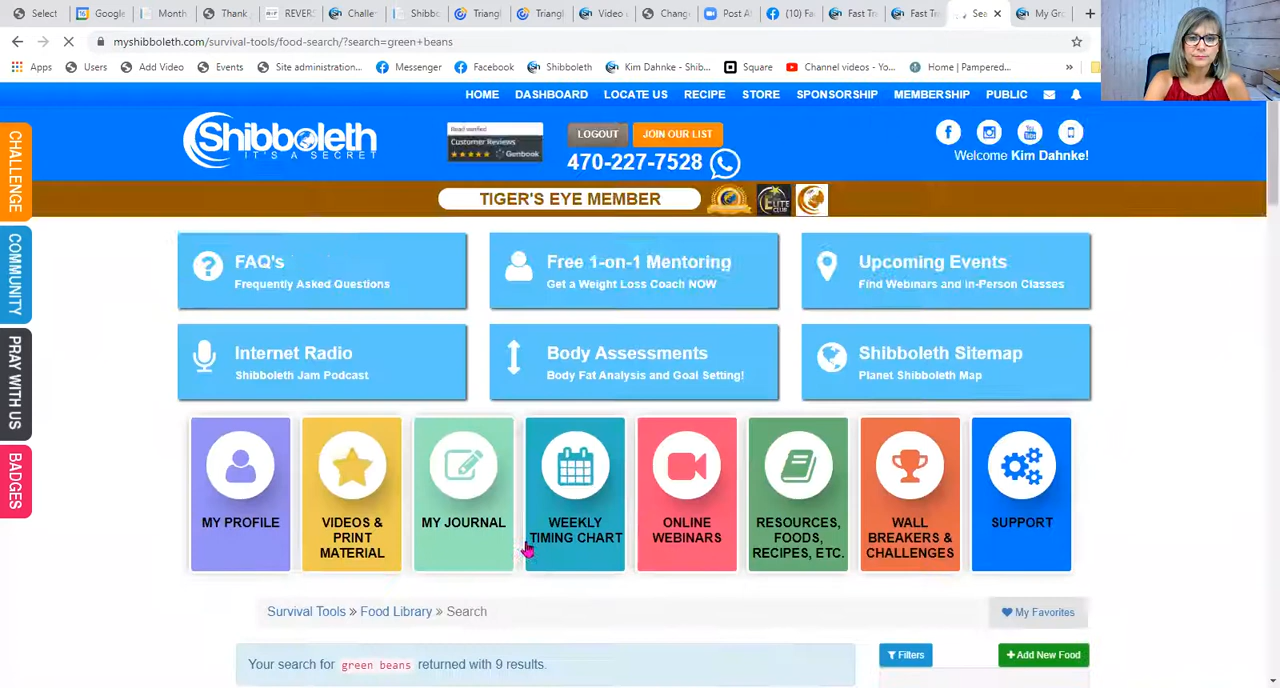 Select
Google
Month
Thank
REVERS
Challe
Shibbo
Triangl
Triangl
Video u
Change
Post A
(10) Fa
Fast Tr
Fast Tr
Sea
My Gro
myshibboleth.com/survival-tools/food-search/?search=green+beans
Apps
Users
Add Video
Events
Site administration...
Messenger
Faceb
Shibboleth
Kim Dahnke - Shib...
Square
Channel videos - Yo...
Home | Pampered...
»
HOME DASHBOARD LOCATE US RECIPE STORE SPONSORSHIP MEMBERSHIP PUBLIC
Shibboleth
IT'S A SECRET
Customer Reviews
Genbook
LOGOUT
JOIN OUR LIST
470-227-7528
You
Tube
Welcome Kim Dahnke!
TIGER'S EYE MEMBER
ELITE
CHALLENGE
COMMUNITY
PRAY WITH US
BADGES
FAQ's
Frequently Asked Questions
Free 1-on-1 Mentoring
Get a Weight Loss Coach NOW
Upcoming Events
Find Webinars and in-Person Classes
Internet Radio
Shibboleth Jam Podcast
Body Assessments
Body Fat Analysis and Goal Setting!
Shibboleth Sitemap
Planet Shibboleth Map
MY PROFILE
VIDEOS &
PRINT
MATERIAL
MY JOURNAL
WEEKLY
TIMING CHART
ONLINE
WEBINARS
RESOURCES,
FOODS,
RECIPES, ETC.
WALL
BREAKERS &
CHALLENGES
SUPPORT
Survival Tools » Food Library » Search
My Favorites
Your search for green beans returned with 9 results.
Filters
+ Add New Food